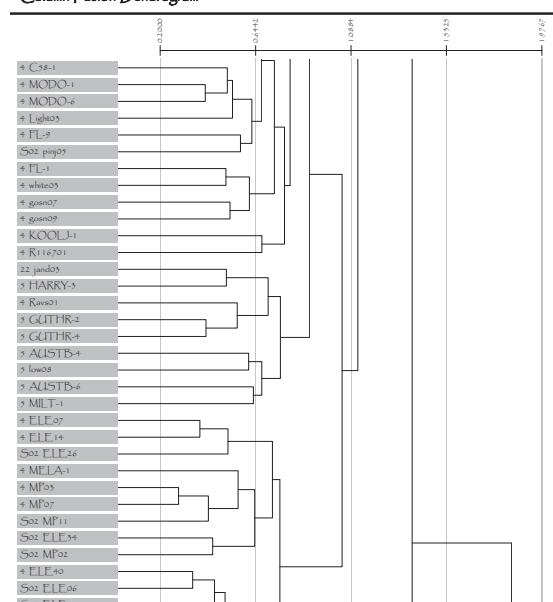 Column Fusion Dendrogram
0.2000
0.6442
1.0884
1.5325
1.9767
4 C58-1
4 MODO-1
4 MODO-6
4 Light03
4 FL-9
S02 pinj05
4 FL-1
4 white03
4 gosn07
4 gosn09
4 KOOLJ-1
4 R116701
22 jand03
5 HARRY-3
4 Ravs01
5 GUTHR-2
5 GUTHR-4
5 AUSTB-4
5 low08
5 AUSTB-6
5 MILT-1
4 ELE07
4 ELE14
S02 ELE26
4 MELA-1
4 MP03
4 MP07
S02 MP11
S02 ELE34
S02 MP02
4 ELE40
S02 ELE06